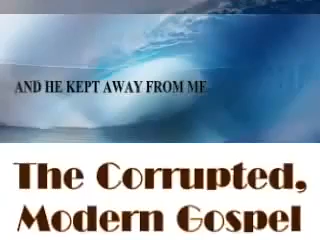 AND HE KEPT AWAY FROM ME
The Corrupted,
Modern Gospel